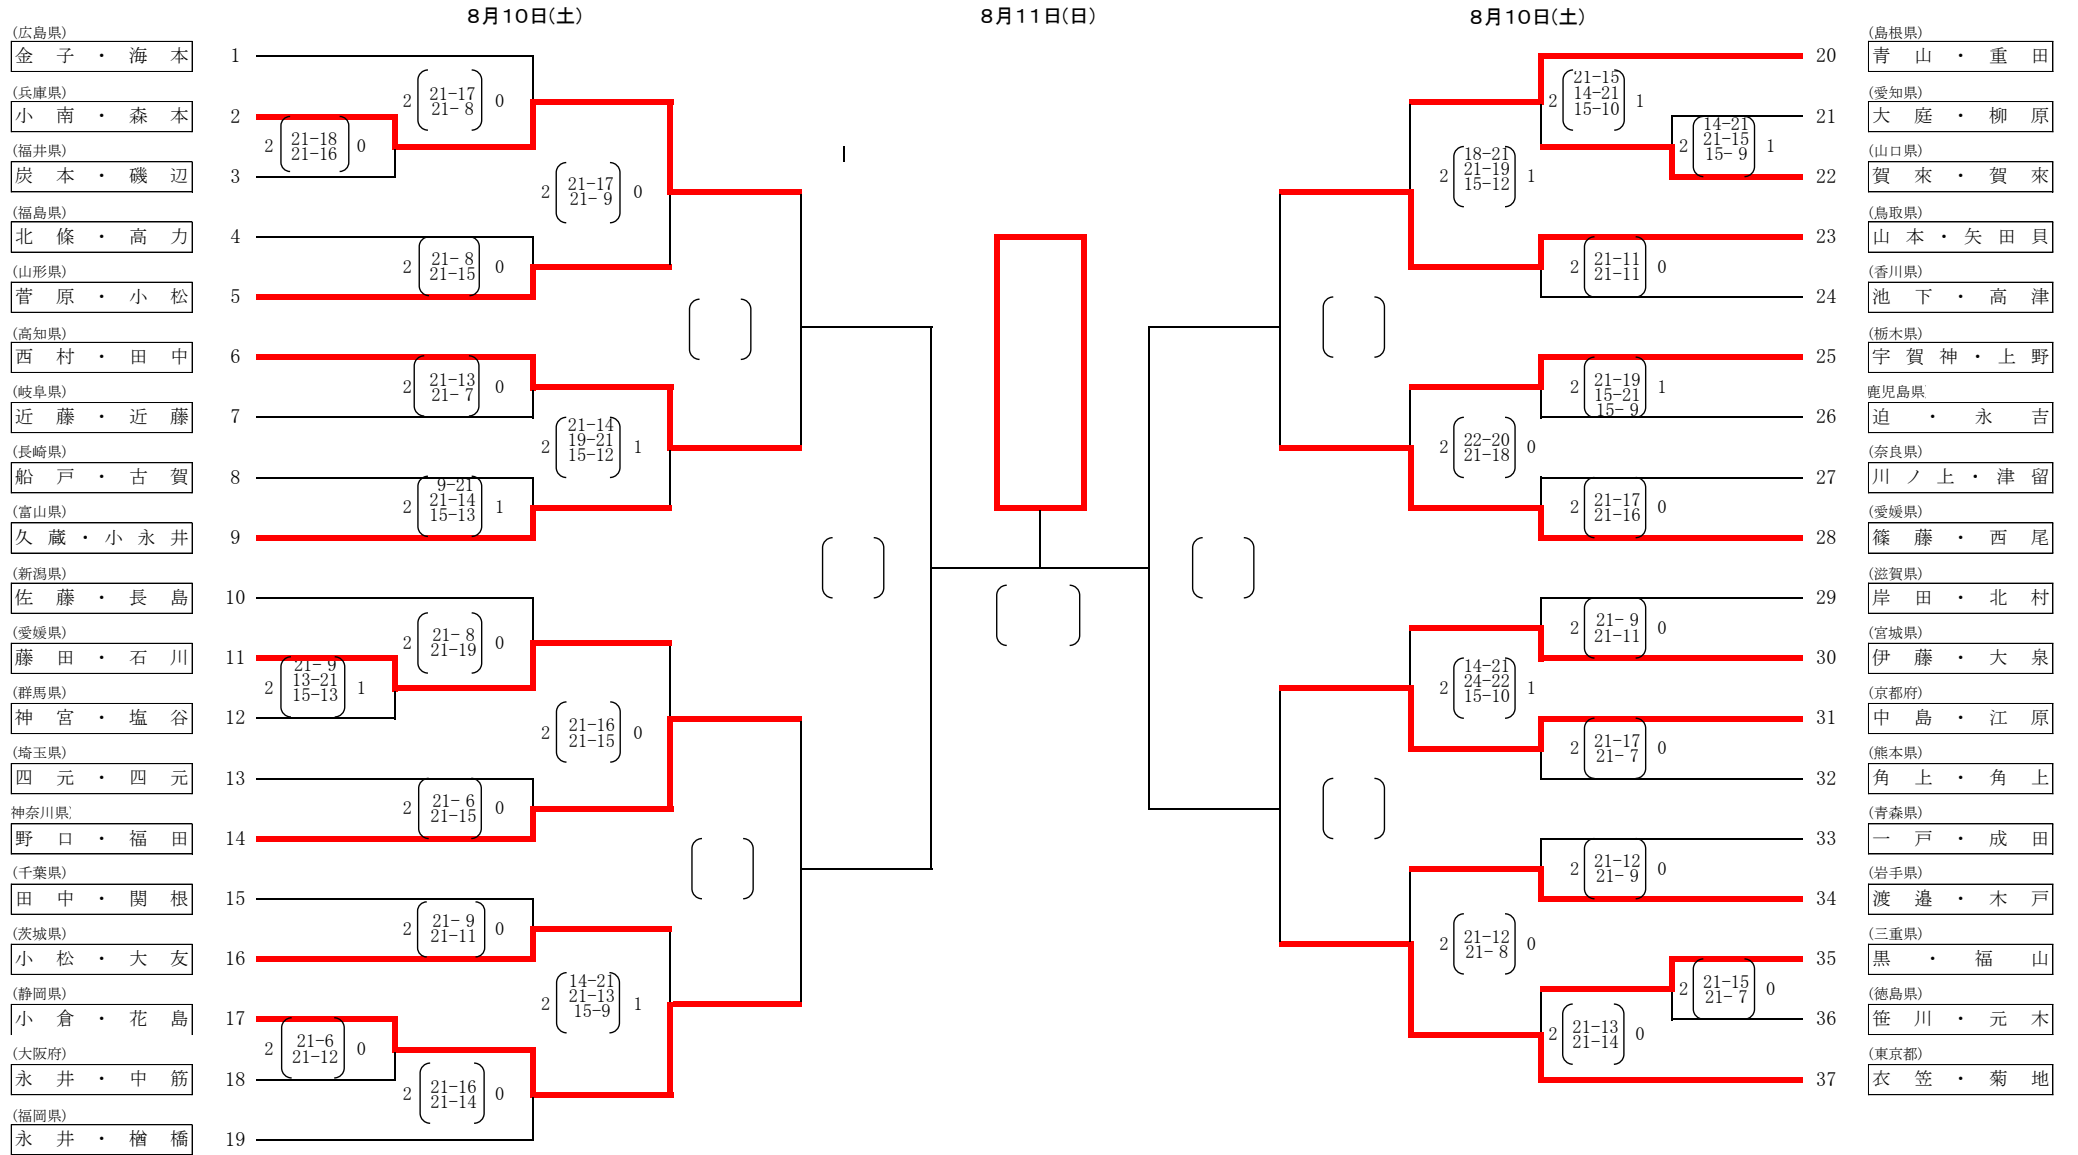 8月10日(土)
8月11日(日)
8月10日(土)
(広島県)
金子・海本 1
(兵庫県)
小南・森本 2
(福井県)
炭本・磯辺 3
(福島県)
北條・高力 4
(山形県)
菅原・小松 5
(高知県)
西村・田中 6
(岐阜県)
近藤・近藤 7
(長崎県)
船戸・古賀 8
(富山県)
久蔵・小永井 9
(新潟県)
佐藤・長島 10
(愛媛県)
藤田・石川 11
(群馬県)
神宮・塩谷 12
(埼玉県)
四元・四元 13
神奈川県)
野口・福田 14
(千葉県)
田中・関根 15
(茨城県)
小松・大友 16
(静岡県)
小倉・花島 17
(大阪府)
永井・中筋 18
(福岡県)
永井・楢橋 19
2 21-18 0
21-16
2 21-9 1
13-21
15-13
2 21-6 0
21-12
2 21-17 0
21-8
2 21-8 0
21-15
2 21-13 0
21-7
2 9-21 1
21-14
15-13
2 21-8 0
21-19
2 21-6 0
21-15
2 21-9 0
21-11
2 21-16 0
21-14
2 21-17 0
21-9
2 21-14 1
19-21
15-12
2 21-16 0
21-15
2 14-21 1
21-13
15-9
2 18-21 1
21-19
15-12
2 22-20 0
21-18
2 14-21 1
24-22
15-10
2 21-12 0
21-8
2 21-15 1
14-21
15-10
2 21-11 0
21-11
2 21-19 1
15-21
15-9
2 21-17 0
21-16
2 21-9 0
21-11
2 21-17 0
21-7
2 21-12 0
21-9
2 21-13 0
21-14
2 14-21 1
21-15
15-9
2 21-15 0
21-7
(島根県)
20 青山・重田
(愛知県)
21 大庭・柳原
(山口県)
22 賀來・賀來
(鳥取県)
23 山本・矢田貝
(香川県)
24 池下・高津
(栃木県)
25 宇賀神・上野
鹿児島県
26 迫・永吉
(奈良県)
27 川ノ上・津留
(愛媛県)
28 篠藤・西尾
(滋賀県)
29 岸田・北村
(宮城県)
30 伊藤・大泉
(京都府)
31 中島・江原
(熊本県)
32 角上・角上
(青森県)
33 一戸・成田
(岩手県)
34 渡邉・木戸
(三重県)
35 黒・福山
(徳島県)
36 笹川・元木
(東京都)
37 衣笠・菊地